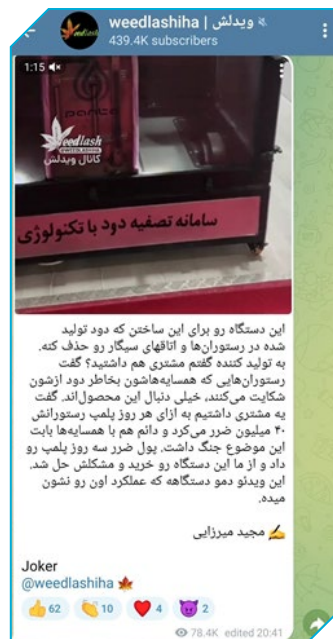 weedlashiha | ویدلش
439.4K subscribers
1:15
Weedlash
کانال ویدلش
سامانه تصفیه دود با تکنولوژی
این دستگاه رو برای این ساختن که دود تولید
شده در رستوران‌ها و اتاقهای سیگار رو حذف کنه.
به تولید کننده گفتم مشتری هم داشتید؟ گفت
رستوران‌هایی که همسایه‌هاشون بخاطر دود ازشون
شکایت می‌کنند، خیلی دنبال این محصول‌اند. گفت
یه مشتری داشتیم به ازای هر روز پلمپ رستورانش
۴۰ میلیون ضرر می‌کرد و دائم هم با همسایه‌ها بابت
این موضوع جنگ داشت. پول ضرر سه روز پلمپ رو
داد و از ما این دستگاه رو خرید و مشکلش حل شد.
این ویدئو دمو دستگاهه که عملکرد اون رو نشون
میده.
✍️ مجید میرزایی
Joker
@weedlashiha 🍁
👍 62 👏 10 ❤️ 4 😈 2
78.4K edited 20:41